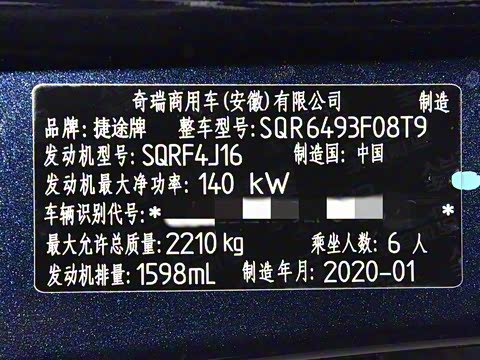 奇瑞商用车(安徽)有限公司 制造
品牌: 捷途牌 整车型号: SQR6493F08T9
发动机型号: SQRF4J16 制造国: 中国
发动机最大净功率: 140 kW
车辆识别代号: * *
最大允许总质量: 2210 kg 乘坐人数: 6 人
发动机排量: 1598mL 制造年月: 2020-01